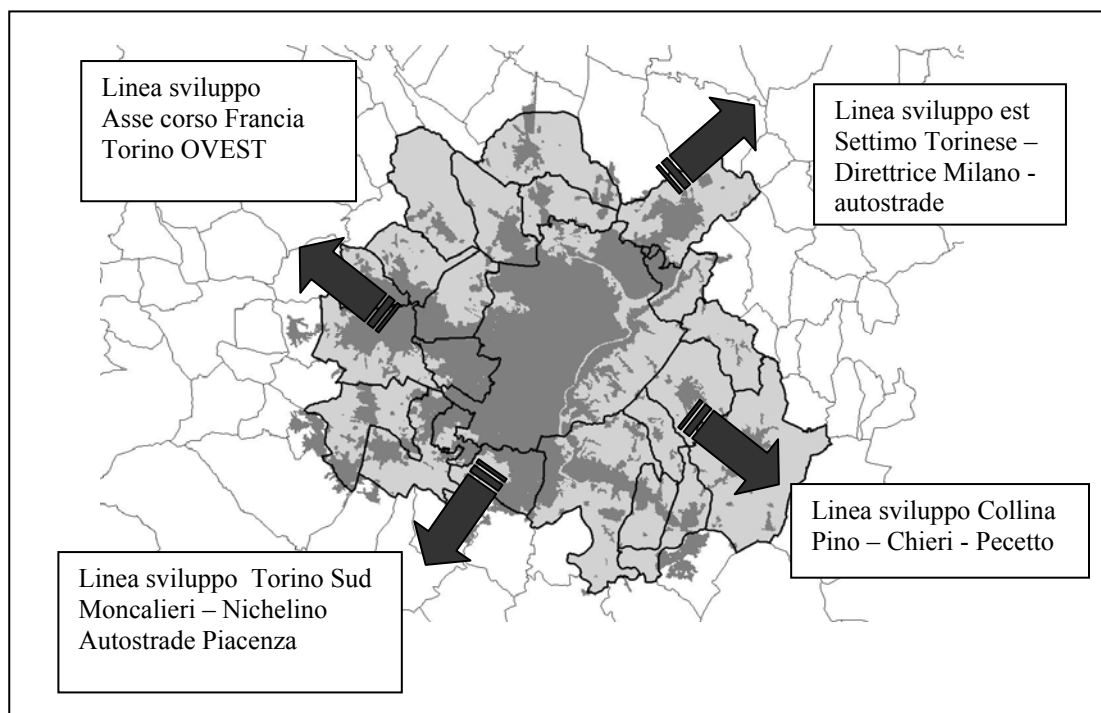 Linea sviluppo
Asse corso Francia
Torino OVEST
Linea sviluppo est
Settimo Torinese –
Direttrice Milano -
autostrade
Linea sviluppo Collina
Pino – Chieri - Pecetto
Linea sviluppo Torino Sud
Moncalieri – Nichelino
Autostrade Piacenza